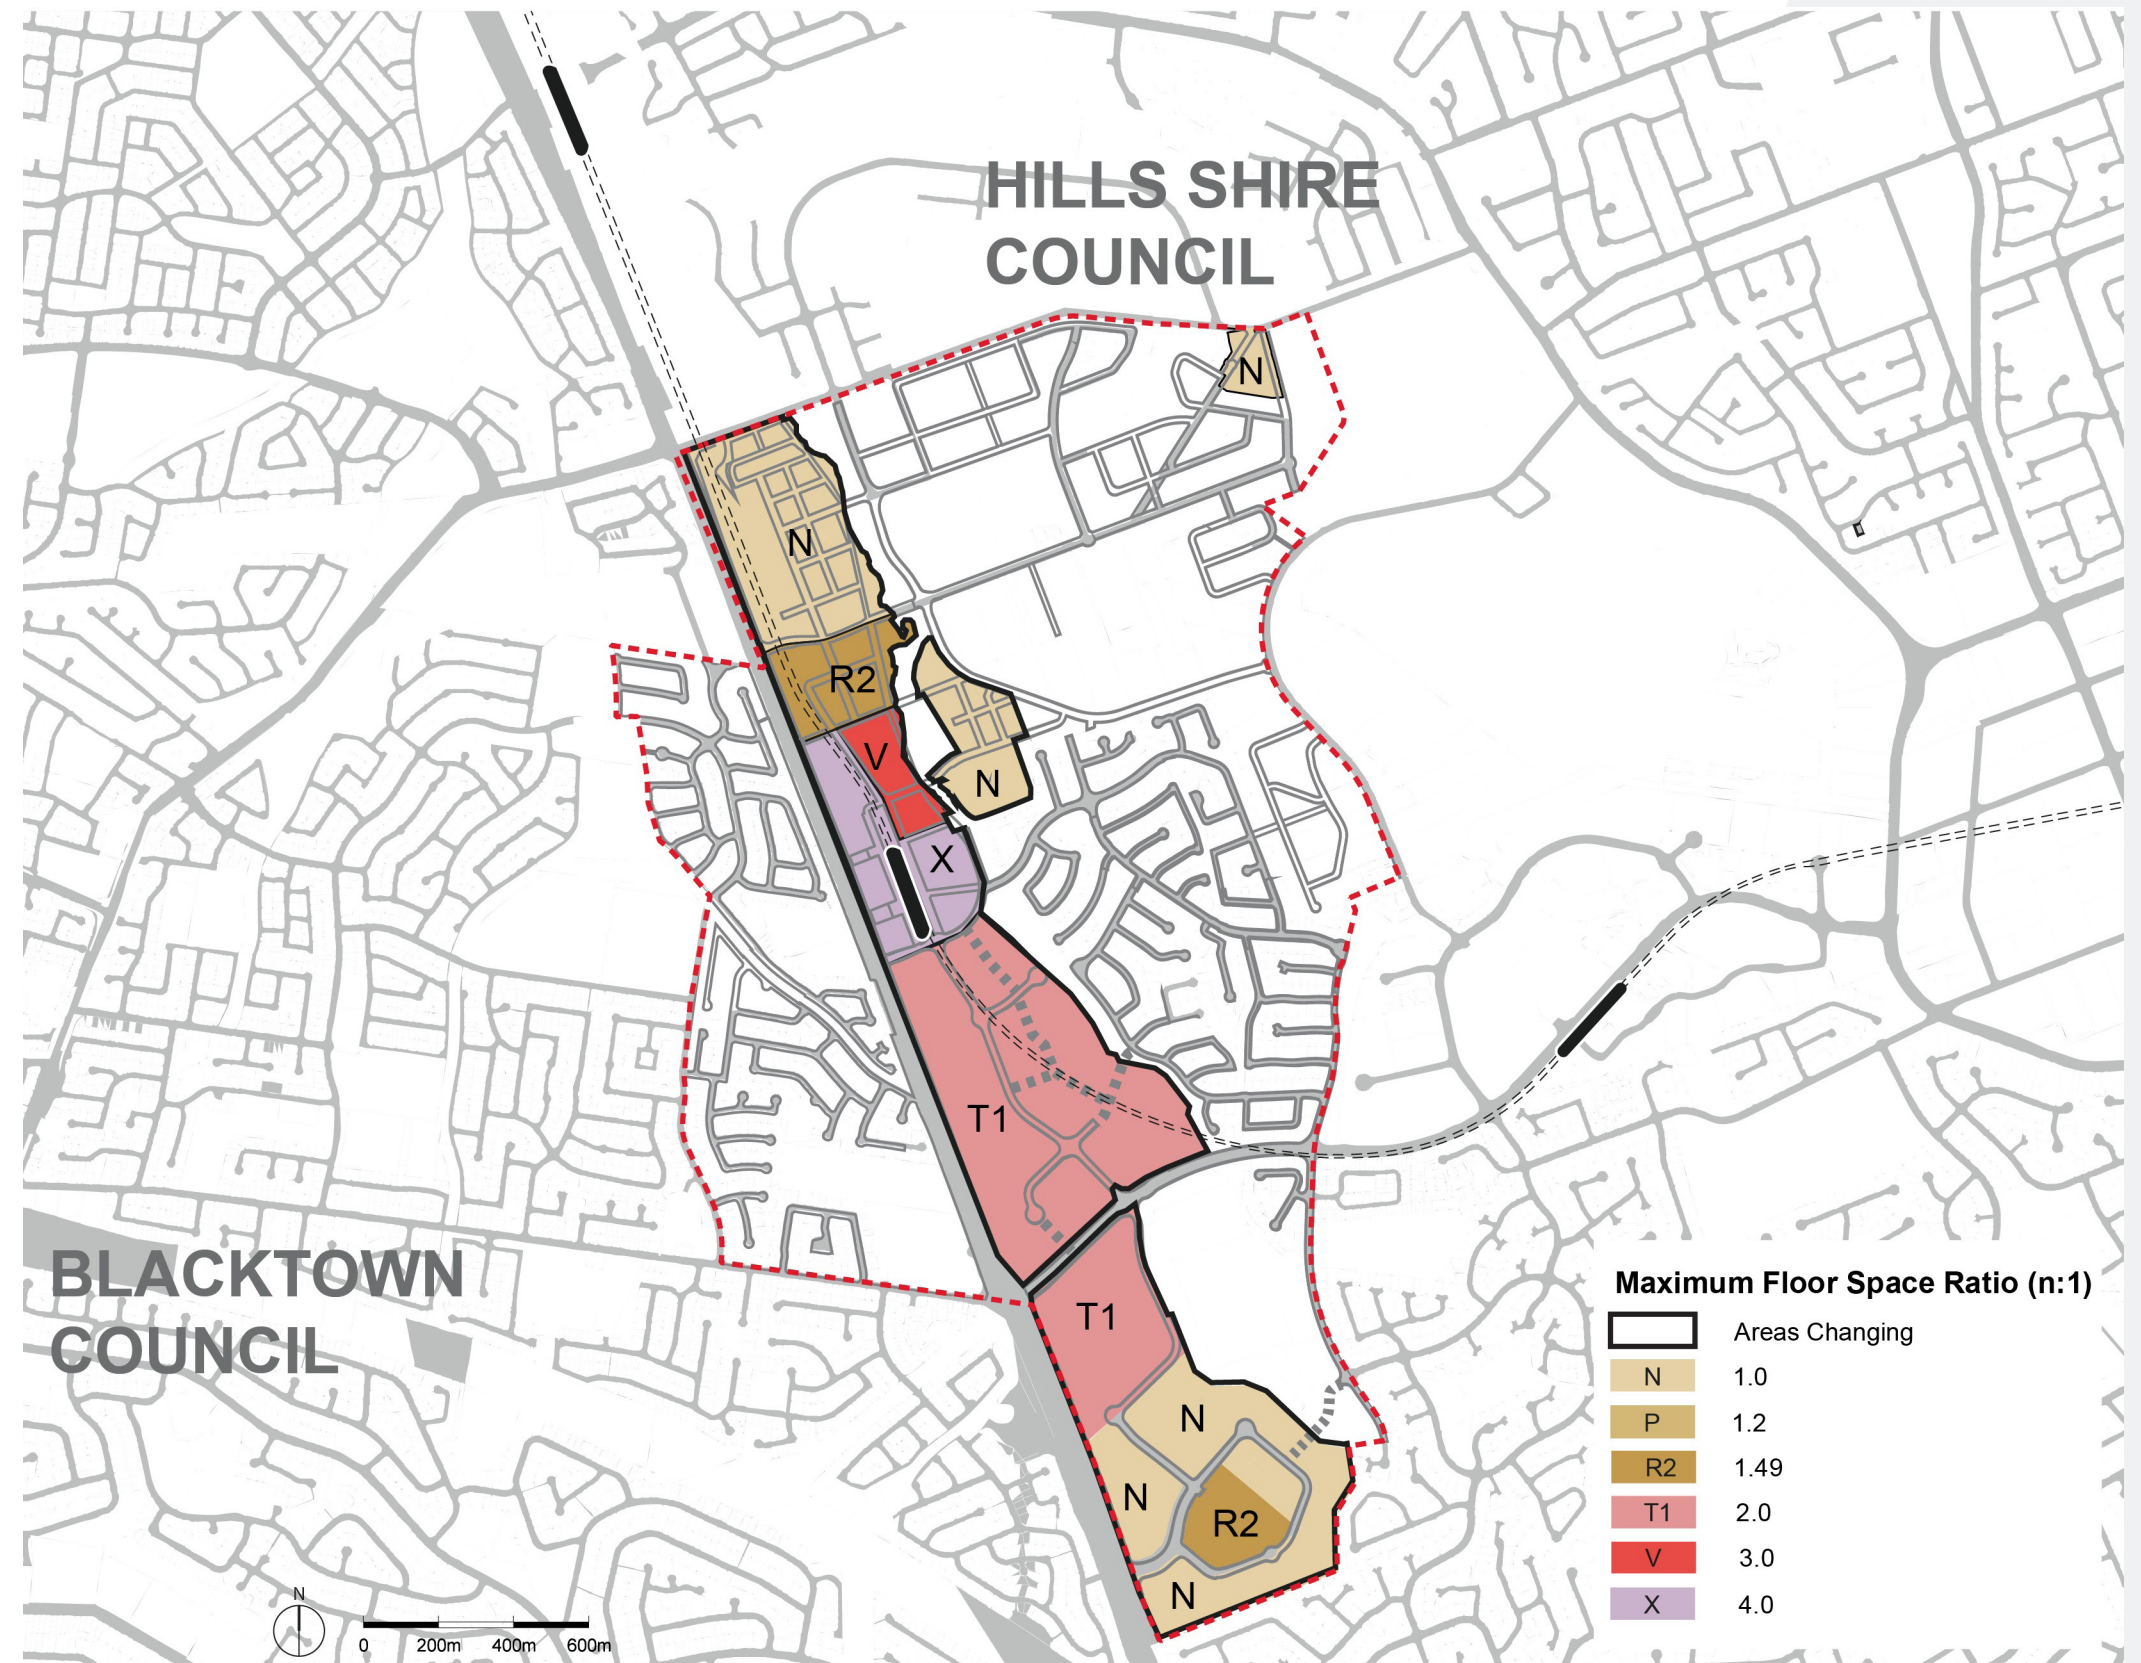 HILLS SHIRE
COUNCIL
N
N
R2
N
V
X
T1
T1
N
N
R2
N
BLACKTOWN
COUNCIL
N
0 200m 400m 600m
Maximum Floor Space Ratio (n:1)
Areas Changing
N 1.0
P 1.2
R2 1.49
T1 2.0
V 3.0
X 4.0